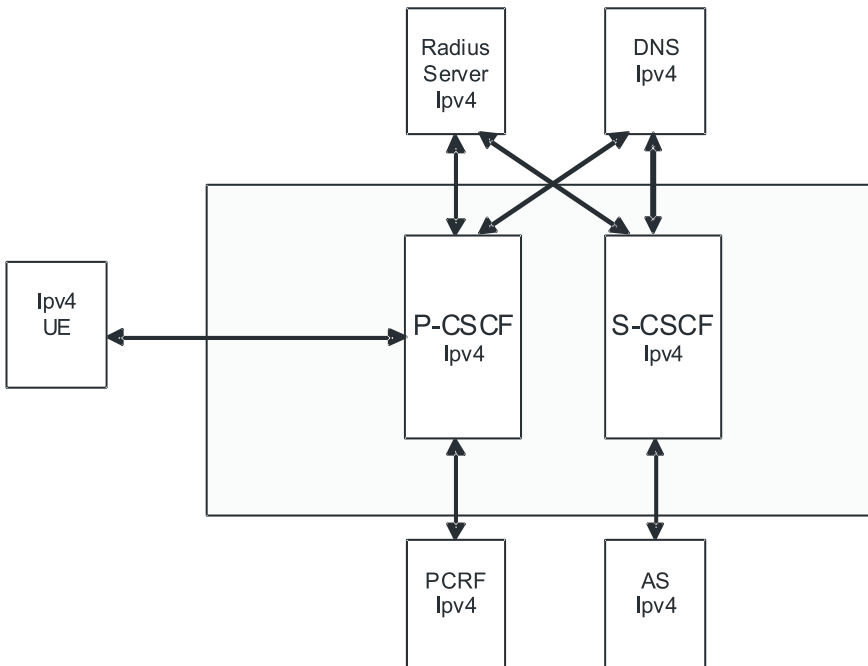 Radius
Server
Ipv4
DNS
Ipv4
Ipv4
UE
P-CSCF
Ipv4
S-CSCF
Ipv4
PCRF
Ipv4
AS
Ipv4